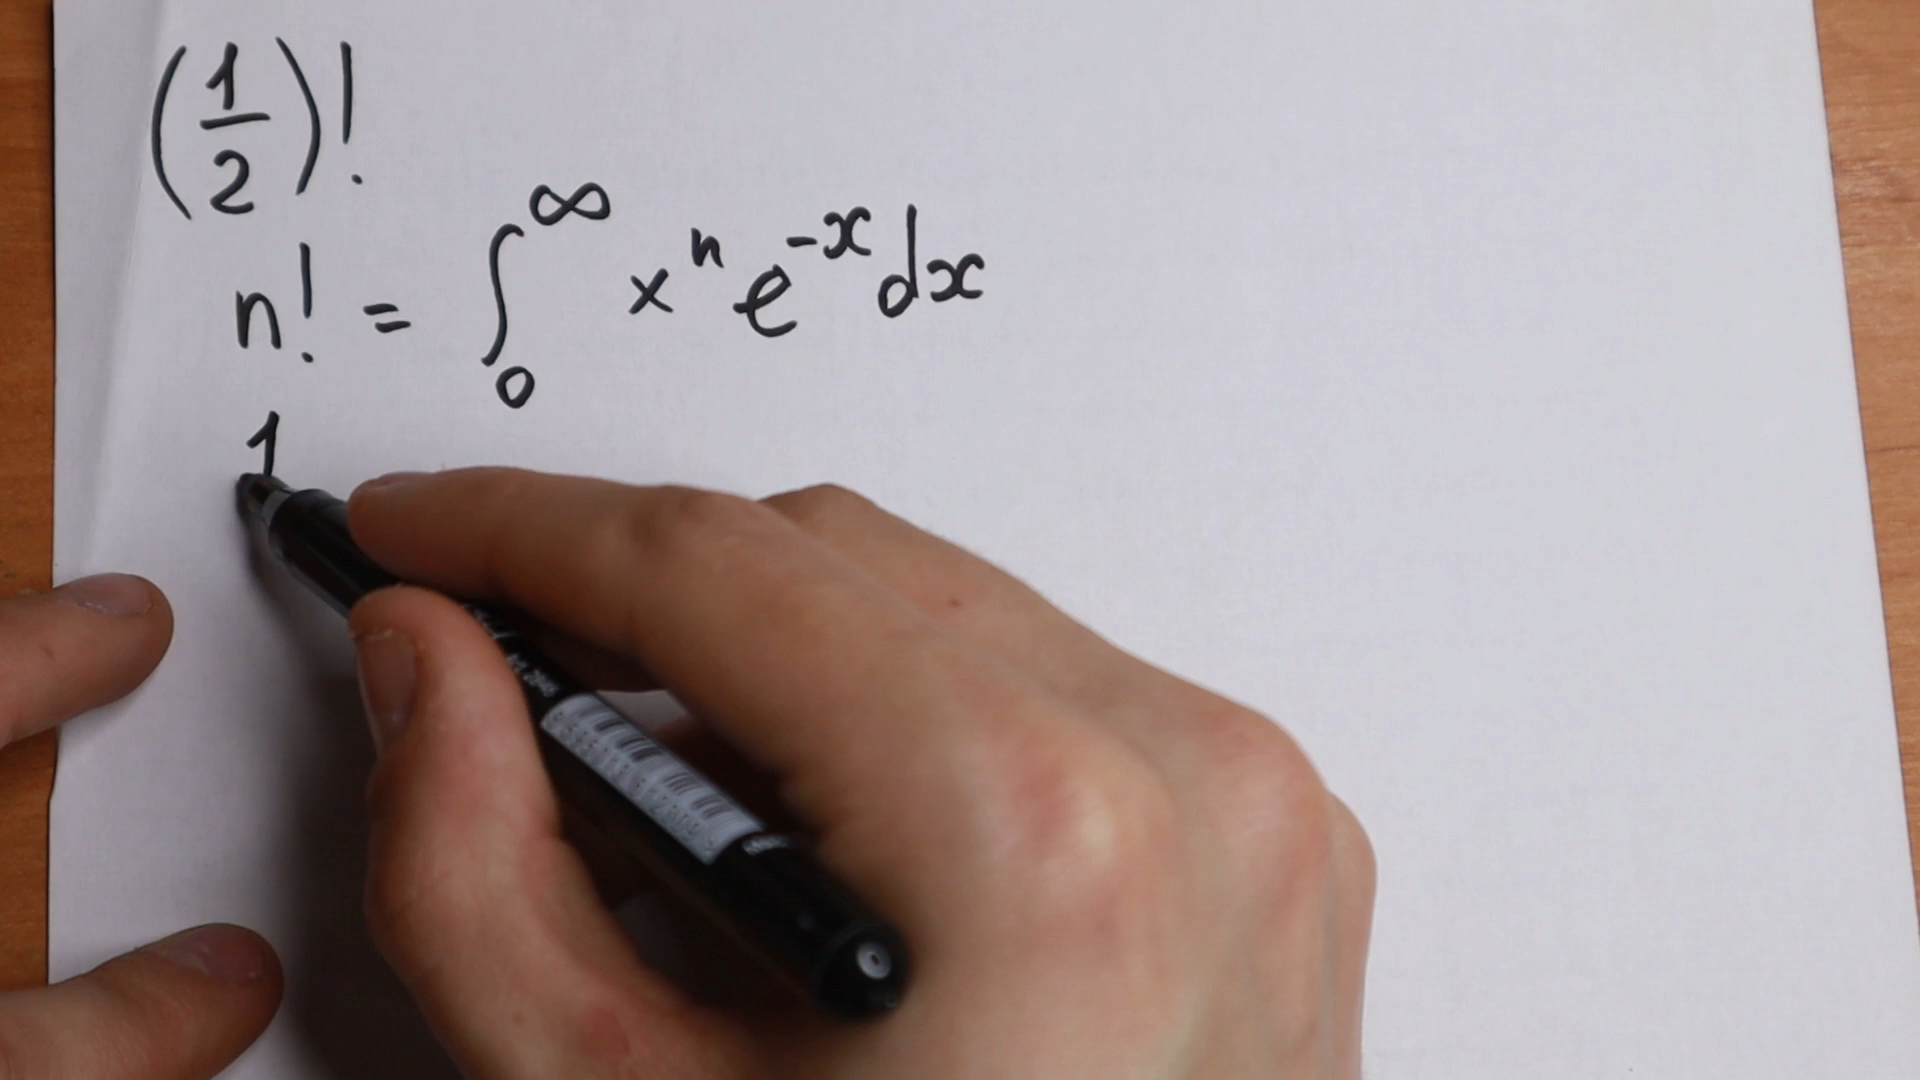 (1/2)!
n! = ∫₀^∞ xⁿ e⁻ˣ dx
1